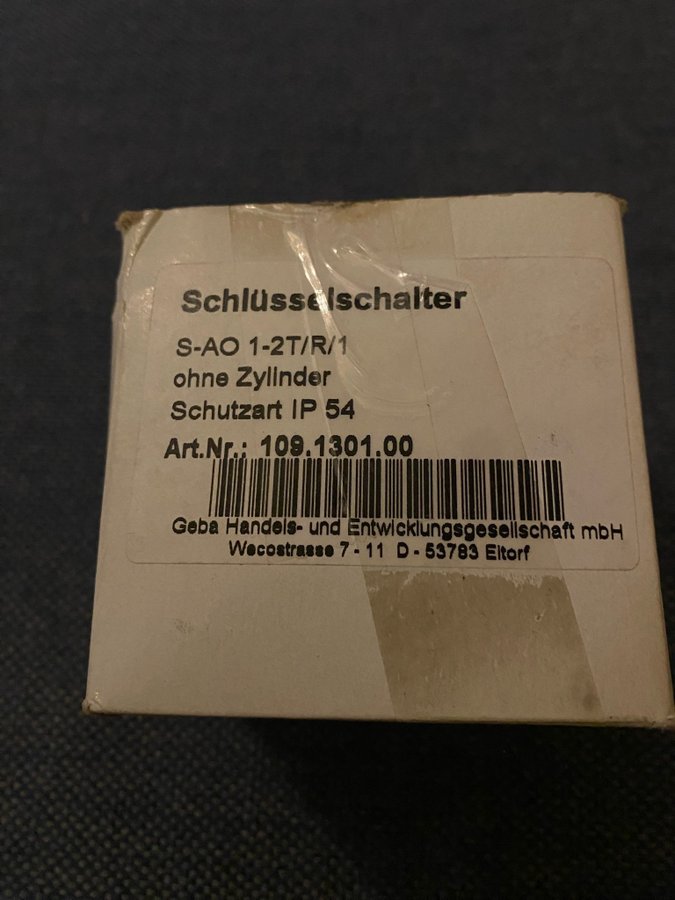 Schlüsselschalter
S-AO 1-2T/R/1
ohne Zylinder
Schutzart IP 54
Art.Nr.: 109.1301.00
Geba Handels- und Entwicklungsgesellschaft mbH
Wecostrasse 7 - 11 D - 53783 Eitorf